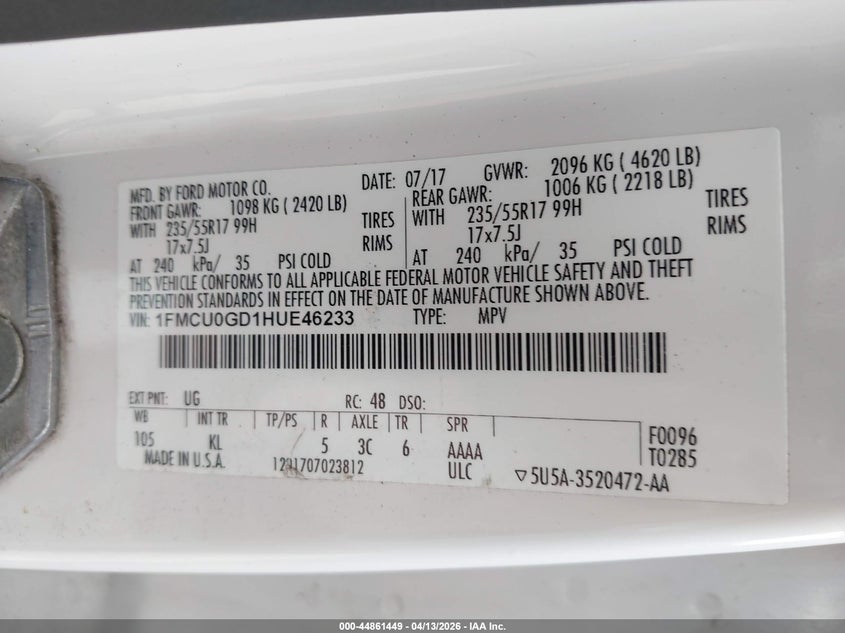 MFD. BY FORD MOTOR CO. DATE: 07/17 GVWR: 2096 KG ( 4620 LB)
FRONT GAWR: 1098 KG ( 2420 LB) REAR GAWR: 1006 KG ( 2218 LB)
WITH 235/55R17 99H TIRES WITH 235/55R17 99H TIRES
17x7.5J RIMS 17x7.5J RIMS
AT 240 kPa/ 35 PSI COLD AT 240 kPa/ 35 PSI COLD
THIS VEHICLE CONFORMS TO ALL APPLICABLE FEDERAL MOTOR VEHICLE SAFETY AND THEFT
PREVENTION STANDARDS IN EFFECT ON THE DATE OF MANUFACTURE SHOWN ABOVE.
VIN: 1FMCU0GD1HUE46233 TYPE: MPV
EXT PNT: UG RC: 48 DSO:
WB INT TR TP/PS R AXLE TR SPR
105 KL 5 3C 6 AAAA F0096
MADE IN U.S.A. ULC T0285
▽5U5A-3520472-AA
000-44861449 - 04/13/2026 - IAA Inc.